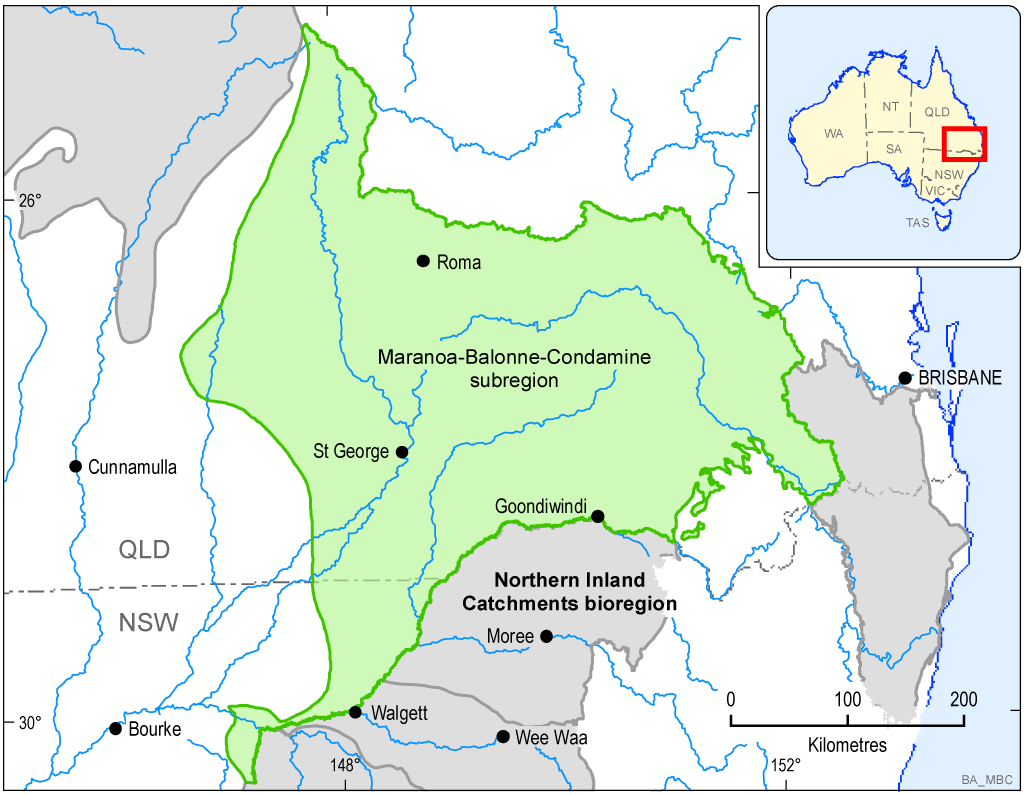 NT
QLD
WA
SA
NSW
VIC
TAS
26°
Roma
Maranoa-Balonne-Condamine
subregion
BRISBANE
St George
Cunnamulla
Goondiwindi
QLD
Northern Inland
Catchments bioregion
NSW
Moree
0 100 200
Kilometres
Walgett
30°
Bourke
Wee Waa
148°
152°
BA_MBC